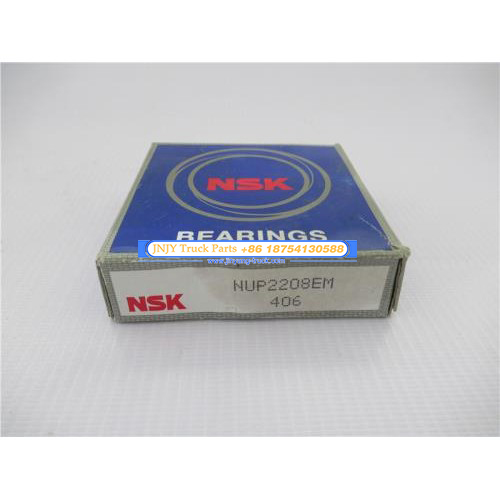 NSK
BEARINGS
JNJY Truck Parts +86 18754130588
NSK
NUP2208EM
406